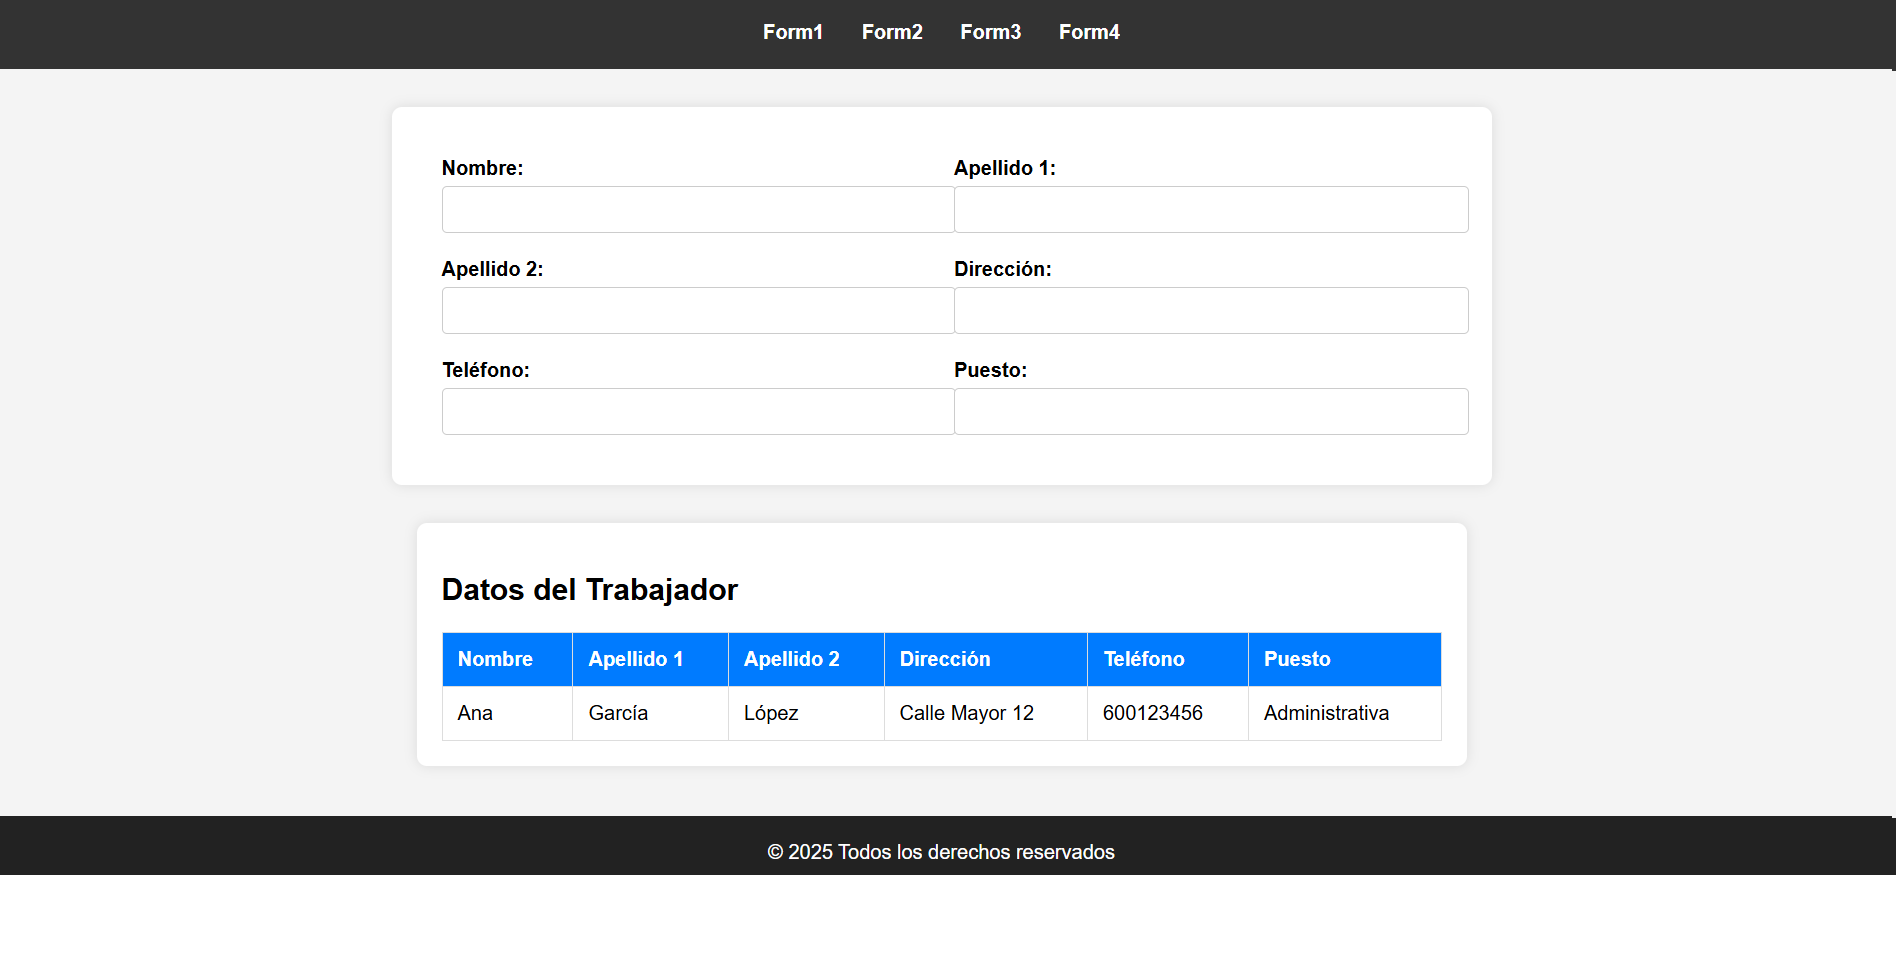 Form1 Form2 Form3 Form4
Nombre: Apellido 1:
Apellido 2: Dirección:
Teléfono: Puesto:
Datos del Trabajador
Nombre Apellido 1 Apellido 2 Dirección Teléfono Puesto
Ana García López Calle Mayor 12 600123456 Administrativa
© 2025 Todos los derechos reservados